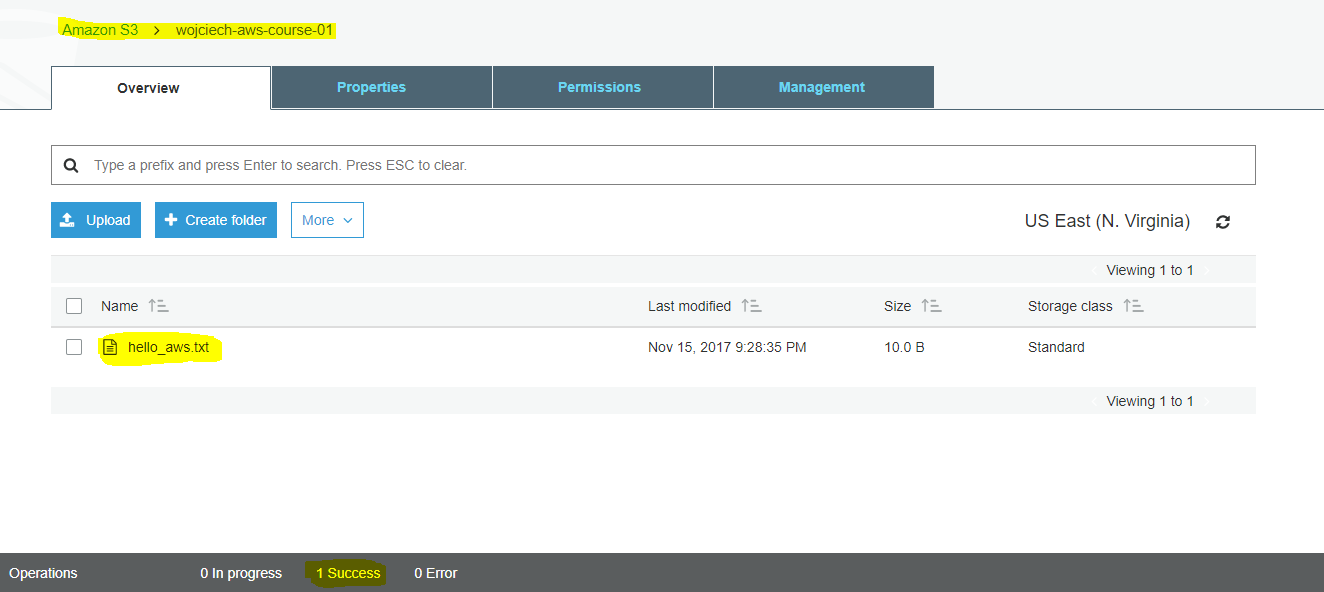 Amazon S3 > wojciech-aws-course-01
Overview Properties Permissions Management
Type a prefix and press Enter to search. Press ESC to clear.
Upload Create folder More US East (N. Virginia)
Viewing 1 to 1
Name Last modified Size Storage class
hello_aws.txt Nov 15, 2017 9:28:35 PM 10.0 B Standard
Viewing 1 to 1
Operations 0 In progress 1 Success 0 Error